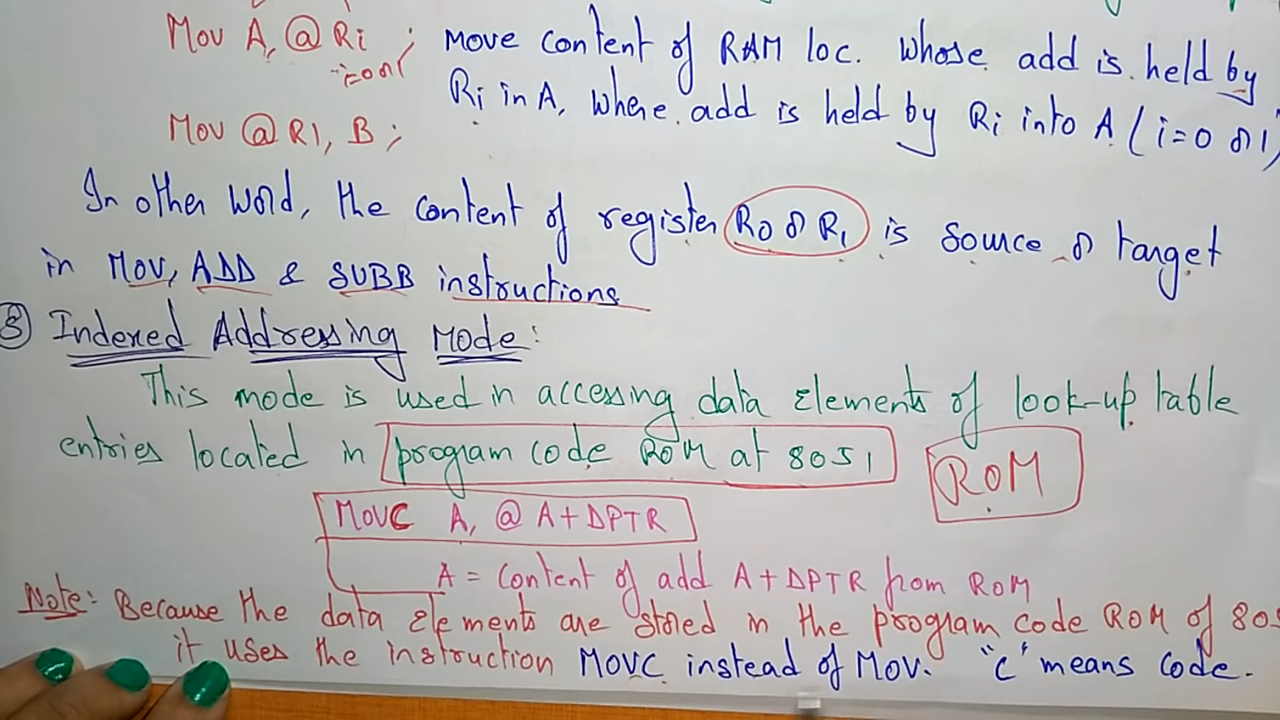 Mov A, @ Ri ; move content of RAM loc. whose add is held by
i=0 or 1 Ri in A, where add is held by Ri into A (i=0 or 1)
Mov @ R1, B ;
In other word, the content of register R0 or R1 is source or target
in Mov, ADD & SUBB instructions
Indexed Addressing Mode:
This mode is used in accessing data elements of look-up table
entries located in program code ROM at 8051
ROM
MOVC A, @ A+DPTR
A = content of add A+DPTR from ROM
Note: Because the data elements are stored in the program code ROM of 805
it uses the instruction MOVC instead of Mov. "C" means code.